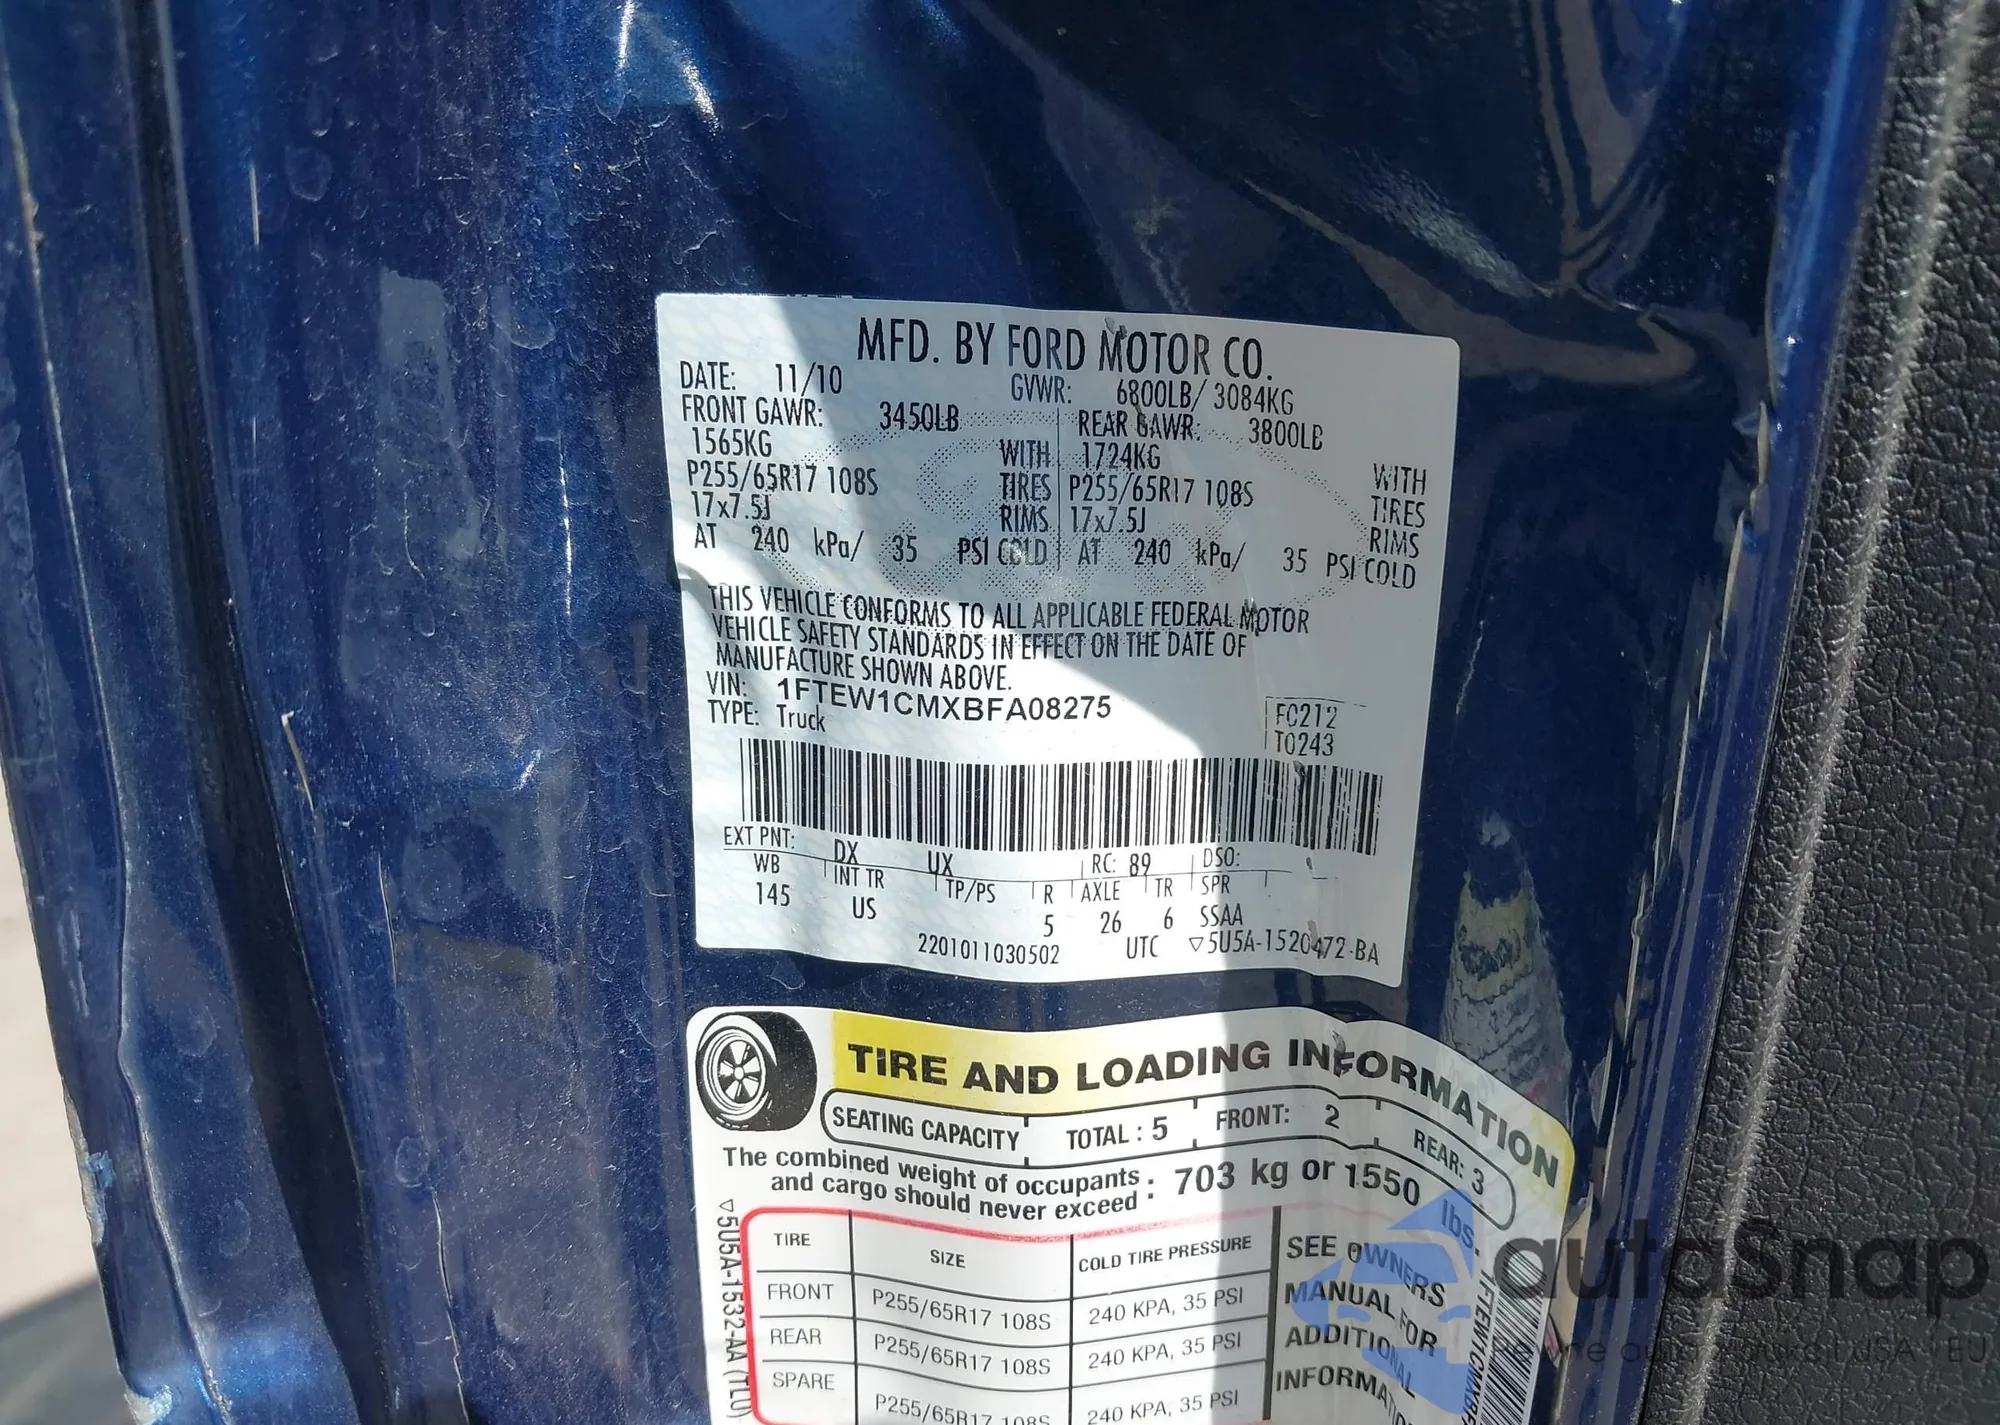 MFD. BY FORD MOTOR CO.
DATE: 11/10 GVWR: 6800LB/ 3084KG
FRONT GAWR: 3450LB REAR GAWR: 3800LB
1565KG WITH 1724KG WITH
P255/65R17 108S TIRES P255/65R17 108S TIRES
17x7.5J RIMS 17x7.5J RIMS
AT 240 kPa/ 35 PSI COLD AT 240 kPa/ 35 PSI COLD
THIS VEHICLE CONFORMS TO ALL APPLICABLE FEDERAL MOTOR
VEHICLE SAFETY STANDARDS IN EFFECT ON THE DATE OF
MANUFACTURE SHOWN ABOVE.
VIN: 1FTEW1CMXBFA08275
TYPE: Truck
F0212
T0243
EXT PNT: DX UX RC: 89 DSO:
WB INT TR TP/PS R AXLE TR SPR
145 US 5 26 6 SSAA
2201011030502 UTC ▽5U5A-1520472-BA
TIRE AND LOADING INFORMATION
SEATING CAPACITY TOTAL : 5 FRONT: 2 REAR: 3
The combined weight of occupants : 703 kg or 1550 lbs.
and cargo should never exceed :
TIRE SIZE COLD TIRE PRESSURE
FRONT P255/65R17 108S 240 KPA, 35 PSI
REAR P255/65R17 108S 240 KPA, 35 PSI
SPARE P255/65R17 108S 240 KPA, 35 PSI
SEE OWNERS
MANUAL FOR
ADDITIONAL
▽5U5A-1532-AA (TLU)
autoSnap